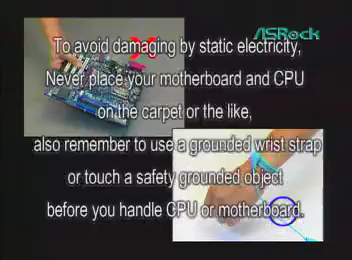 ASRock
To avoid damaging by static electricity,
Never place your motherboard and CPU
on the carpet or the like,
also remember to use a grounded wrist strap
or touch a safety grounded object
before you handle CPU or motherboard.